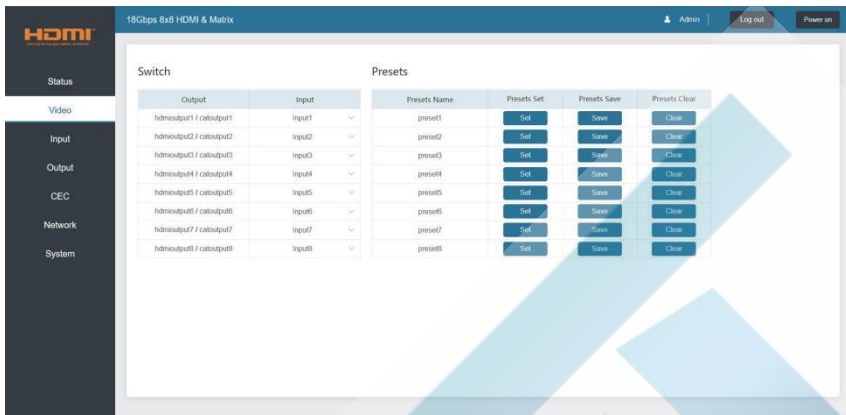 HDMI
18Gbps 8x8 HDMI & Matrix
Admin
Log out
Power on
Status
Video
Input
Output
CEC
Network
System
Switch
Presets
Output Input
hdmioutput1 / catoutput1 Input1
hdmioutput2 / catoutput2 Input2
hdmioutput3 / catoutput3 Input3
hdmioutput4 / catoutput4 Input4
hdmioutput5 / catoutput5 Input5
hdmioutput6 / catoutput6 Input6
hdmioutput7 / catoutput7 Input7
hdmioutput8 / catoutput8 Input8
Presets Name Presets Set Presets Save Presets Clear
preset1 Set Save Clear
preset2 Set Save Clear
preset3 Set Save Clear
preset4 Set Save Clear
preset5 Set Save Clear
preset6 Set Save Clear
preset7 Set Save Clear
preset8 Set Save Clear